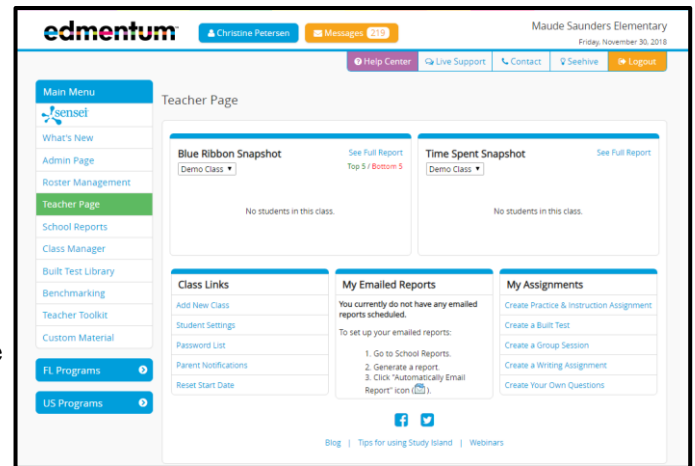 edmentum
Christine Petersen
Messages 219
Maude Saunders Elementary
Friday, November 30, 2018
Help Center
Live Support
Contact
Seehive
Logout
Main Menu
sensei
What's New
Admin Page
Roster Management
Teacher Page
School Reports
Class Manager
Built Test Library
Benchmarking
Teacher Toolkit
Custom Material
FL Programs
US Programs
Teacher Page
Blue Ribbon Snapshot
See Full Report
Demo Class
Top 5 / Bottom 5
No students in this class.
Time Spent Snapshot
See Full Report
Demo Class
No students in this class.
Class Links
Add New Class
Student Settings
Password List
Parent Notifications
Reset Start Date
My Emailed Reports
You currently do not have any emailed
reports scheduled.
To set up your emailed reports:
1. Go to School Reports.
2. Generate a report.
3. Click "Automatically Email
Report" icon ( ).
My Assignments
Create Practice & Instruction Assignment
Create a Built Test
Create a Group Session
Create a Writing Assignment
Create Your Own Questions
Blog | Tips for using Study Island | Webinars
e